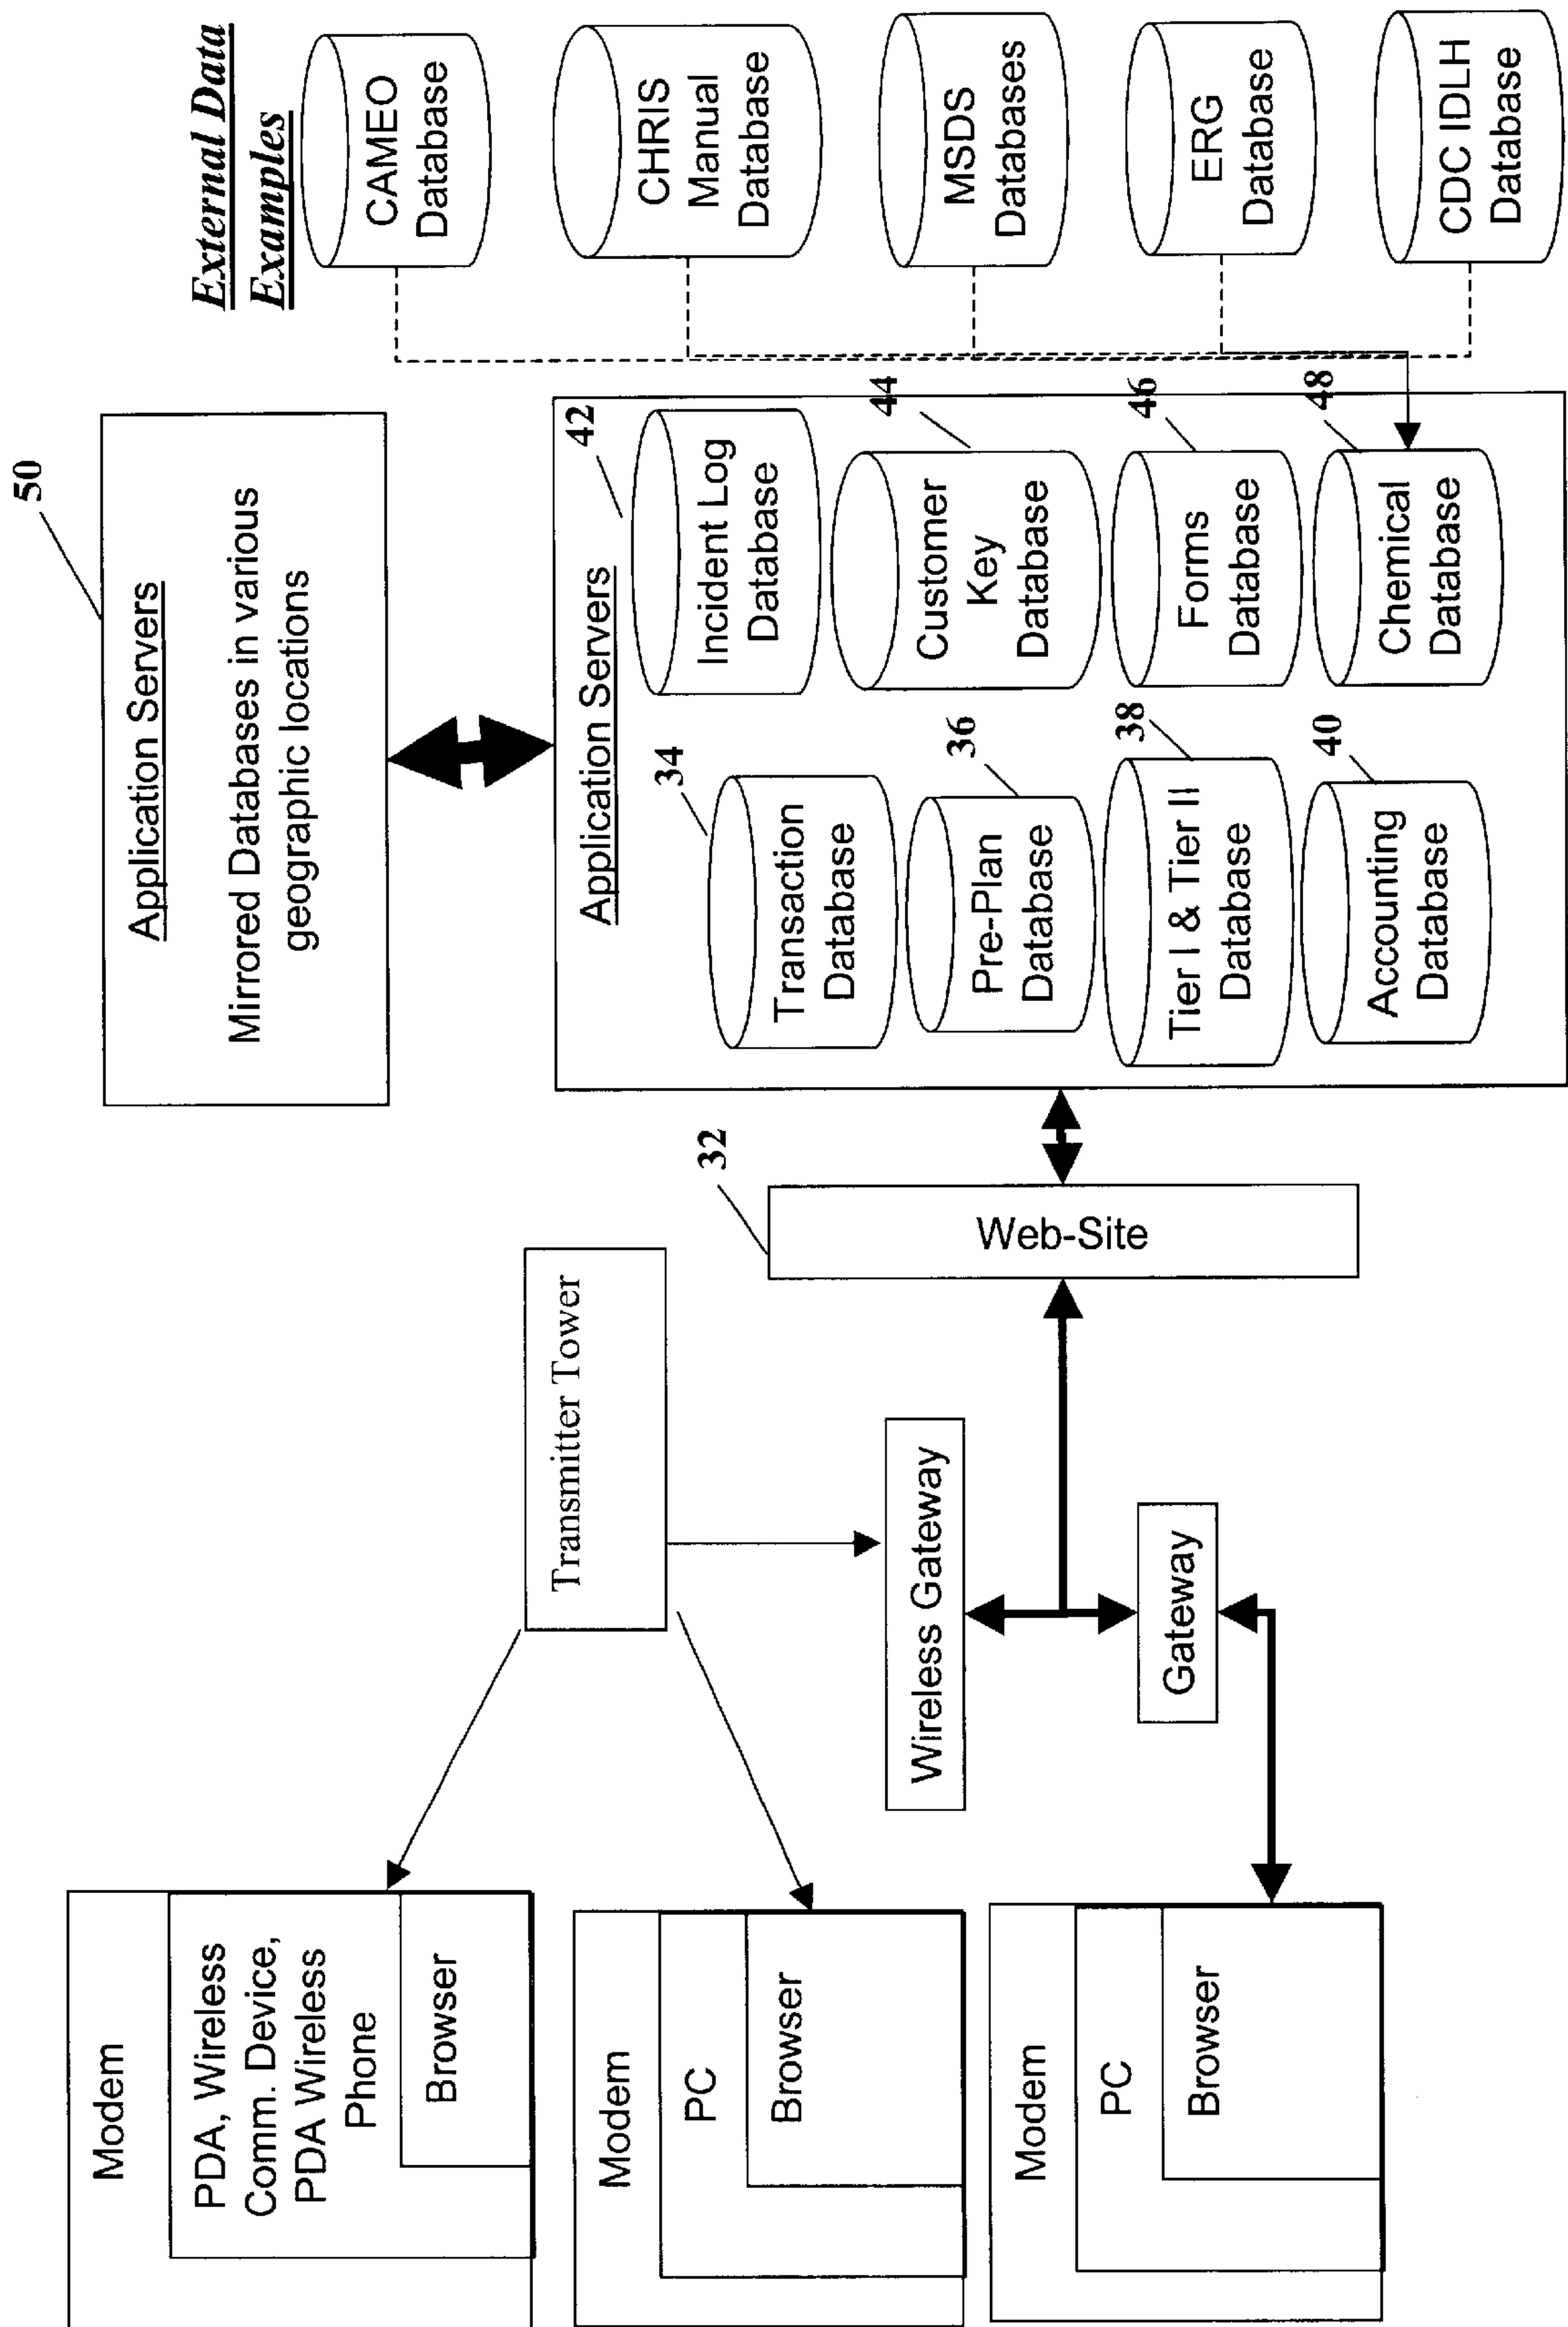 Modem
PDA, Wireless
Comm. Device,
PDA Wireless
Phone
Browser
Modem
PC
Browser
Modem
PC
Browser
Transmitter Tower
Wireless Gateway
Gateway
32
Web-Site
50
Application Servers
Mirrored Databases in various
geographic locations
Application Servers
34
Transaction
Database
36
Pre-Plan
Database
38
Tier I & Tier II
Database
40
Accounting
Database
42
Incident Log
Database
44
Customer
Key
Database
46
Forms
Database
48
Chemical
Database
External Data
Examples
CAMEO
Database
CHRIS
Manual
Database
MSDS
Databases
ERG
Database
CDC IDLH
Database